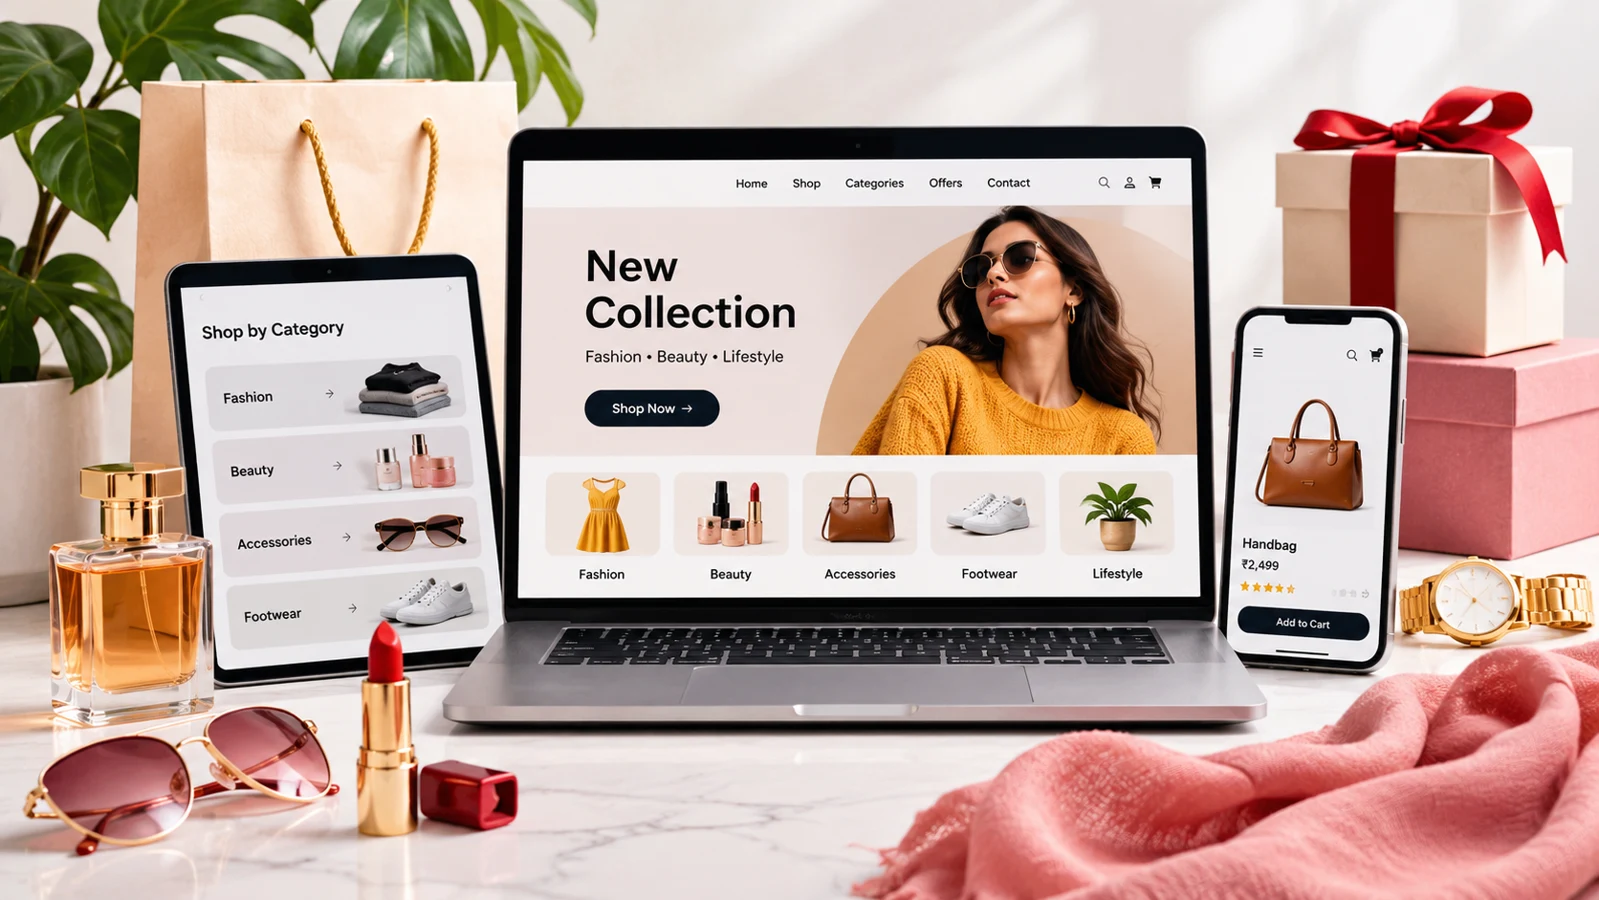 Shop by Category
Fashion
Beauty
Accessories
Footwear
Home Shop Categories Offers Contact
New
Collection
Fashion • Beauty • Lifestyle
Shop Now →
Fashion Beauty Accessories Footwear Lifestyle
Handbag
₹2,499
Add to Cart